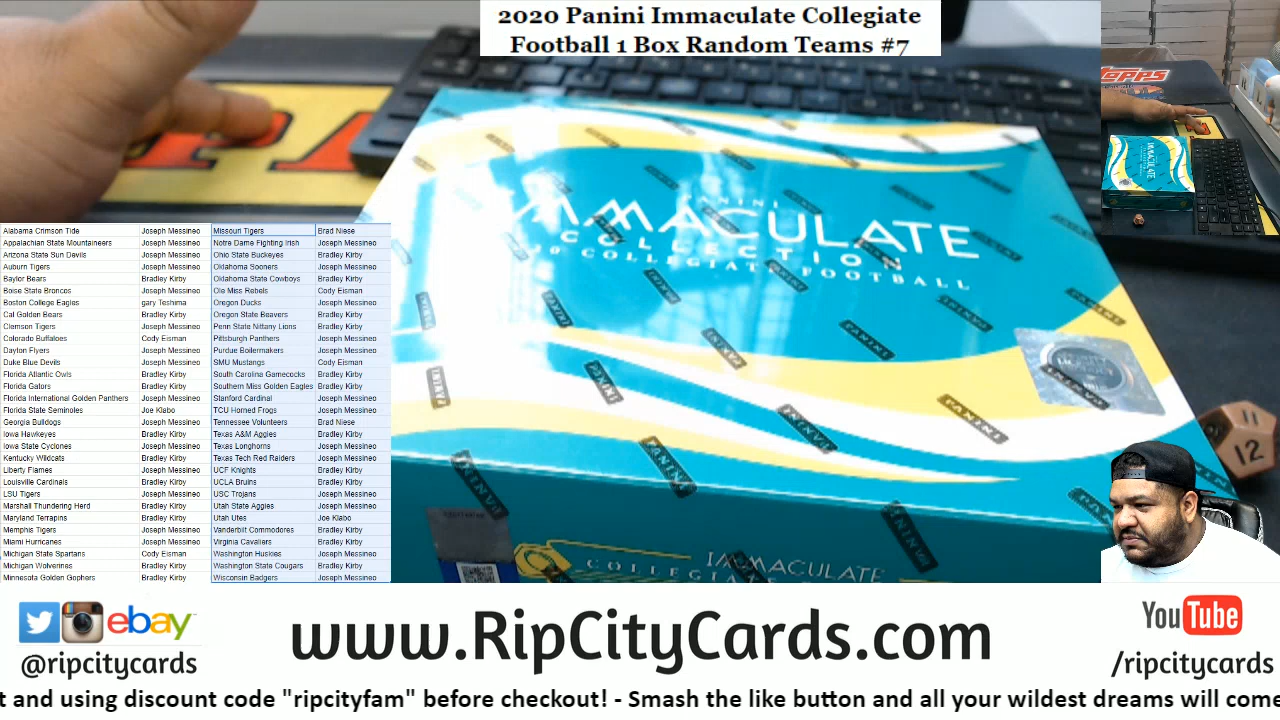 2020 Panini Immaculate Collegiate
Football 1 Box Random Teams #7
PANINI
IMMACULATE
COLLECTION
COLLEGIATE FOOTBALL
Alabama Crimson Tide Joseph Messineo Missouri Tigers Brad Niese
Appalachian State Mountaineers Joseph Messineo Notre Dame Fighting Irish Joseph Messineo
Arizona State Sun Devils Joseph Messineo Ohio State Buckeyes Bradley Kirby
Auburn Tigers Joseph Messineo Oklahoma Sooners Joseph Messineo
Baylor Bears Bradley Kirby Oklahoma State Cowboys Bradley Kirby
Boise State Broncos Joseph Messineo Ole Miss Rebels Cody Eisman
Boston College Eagles gary Teshima Oregon Ducks Joseph Messineo
Cal Golden Bears Bradley Kirby Oregon State Beavers Bradley Kirby
Clemson Tigers Joseph Messineo Penn State Nittany Lions Bradley Kirby
Colorado Buffaloes Cody Eisman Pittsburgh Panthers Joseph Messineo
Dayton Flyers Joseph Messineo Purdue Boilermakers Joseph Messineo
Duke Blue Devils Joseph Messineo SMU Mustangs Cody Eisman
Florida Atlantic Owls Bradley Kirby South Carolina Gamecocks Bradley Kirby
Florida Gators Bradley Kirby Southern Miss Golden Eagles Bradley Kirby
Florida International Golden Panthers Joseph Messineo Stanford Cardinal Joseph Messineo
Florida State Seminoles Joe Klabo TCU Horned Frogs Joseph Messineo
Georgia Bulldogs Joseph Messineo Tennessee Volunteers Brad Niese
Iowa Hawkeyes Bradley Kirby Texas A&M Aggies Bradley Kirby
Iowa State Cyclones Joseph Messineo Texas Longhorns Joseph Messineo
Kentucky Wildcats Bradley Kirby Texas Tech Red Raiders Joseph Messineo
Liberty Flames Joseph Messineo UCF Knights Bradley Kirby
Louisville Cardinals Bradley Kirby UCLA Bruins Bradley Kirby
LSU Tigers Joseph Messineo USC Trojans Joseph Messineo
Marshall Thundering Herd Bradley Kirby Utah State Aggies Joseph Messineo
Maryland Terrapins Bradley Kirby Utah Utes Joe Klabo
Memphis Tigers Joseph Messineo Vanderbilt Commodores Bradley Kirby
Miami Hurricanes Joseph Messineo Virginia Cavaliers Bradley Kirby
Michigan State Spartans Cody Eisman Washington Huskies Joseph Messineo
Michigan Wolverines Bradley Kirby Washington State Cougars Bradley Kirby
Minnesota Golden Gophers Bradley Kirby Wisconsin Badgers Joseph Messineo
11
12
IMMACULATE
TOPPS
ebay
@ripcitycards
www.RipCityCards.com
YouTube
/ripcitycards
t and using discount code "ripcityfam" before checkout! - Smash the like button and all your wildest dreams will come